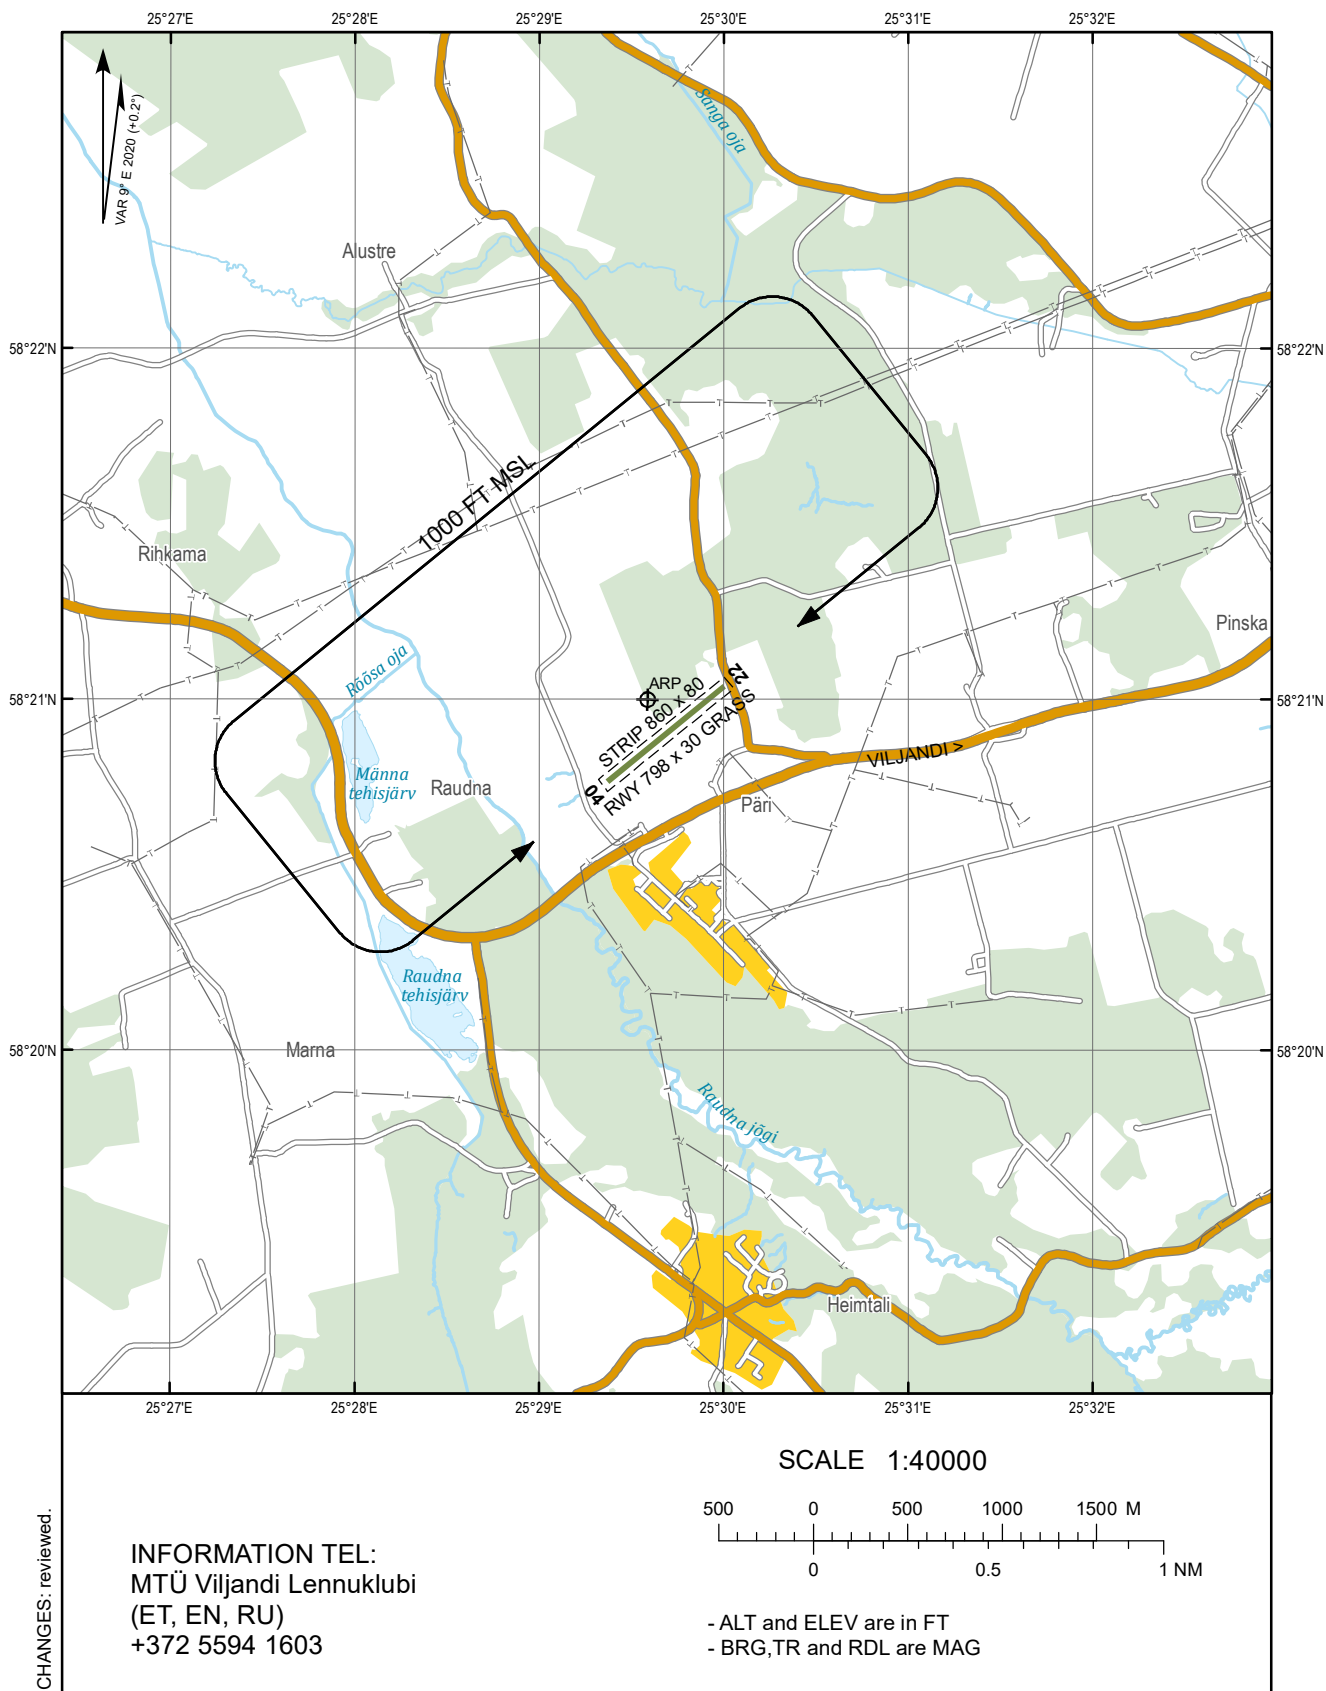 25°27'E
25°28'E
25°29'E
25°30'E
25°31'E
25°32'E
VAR 9° E 2020 (+0.2°)
Sanga oja
Alustre
58°22'N
58°22'N
1000 FT MSL
Rihkama
Pinska
Rõõsa oja
58°21'N
58°21'N
ARP
22
STRIP 860 x 80
RWY 798 x 30 GRASS
04
VILJANDI >
Männa
tehisjärv
Raudna
Päri
Raudna
tehisjärv
58°20'N
58°20'N
Marna
Raudna jõgi
Heimtali
25°27'E
25°28'E
25°29'E
25°30'E
25°31'E
25°32'E
SCALE 1:40000
500 0 500 1000 1500 M
0 0.5 1 NM
INFORMATION TEL:
MTÜ Viljandi Lennuklubi
(ET, EN, RU)
+372 5594 1603
- ALT and ELEV are in FT
- BRG,TR and RDL are MAG
CHANGES: reviewed.